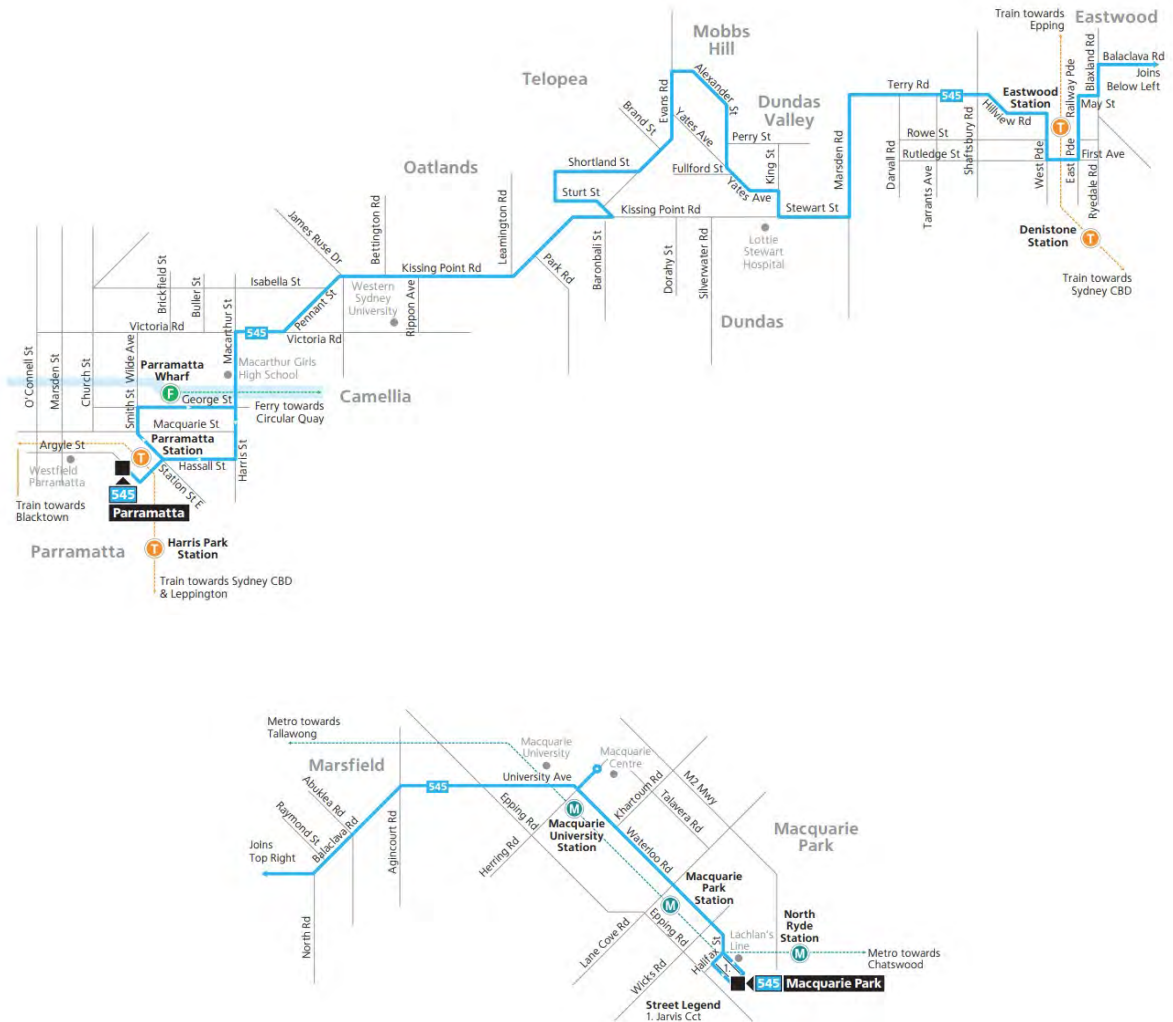 Train towards
Epping
Eastwood
Mobbs
Hill
Balaclava Rd
Joins
Below Left
Blaxland Rd
Railway Pde
Telopea
Evans Rd
Alexander St
Terry Rd
545
Eastwood
Station
Hillview Rd
T
May St
Dundas
Valley
Brand St
Yates Ave
Perry St
Marsden Rd
Rowe St
Shaftsbury Rd
Rutledge St
First Ave
West Pde
East Pde
Darvall Rd
Tarrants Ave
Ryedale Rd
Oatlands
Shortland St
Fullford St
King St
Yates Ave
Sturt St
Kissing Point Rd
Stewart St
Denistone
Station
T
Train towards
Sydney CBD
Lottie
Stewart
Hospital
James Ruse Dr
Bettington Rd
Leamington Rd
Kissing Point Rd
Park Rd
Baronbali St
Dorahy St
Silverwater Rd
Dundas
Brickfield St
Buller St
Isabella St
Macarthur St
Pennant St
Western
Sydney
University
Rippon Ave
Victoria Rd
545
Victoria Rd
O'Connell St
Marsden St
Church St
Wilde Ave
Smith St
Parramatta
Wharf
F
Macarthur Girls
High School
George St
Ferry towards
Circular Quay
Camellia
Macquarie St
Argyle St
Parramatta
Station
T
Hassall St
Harris St
Westfield
Parramatta
Station St E
545
Parramatta
Train towards
Blacktown
Parramatta
T
Harris Park
Station
Train towards Sydney CBD
& Leppington
Metro towards
Tallawong
Marsfield
Macquarie
University
Macquarie
Centre
University Ave
545
Abuklea Rd
Raymond St
Balaclava Rd
Agincourt Rd
Epping Rd
Herring Rd
M
Macquarie
University
Station
Khartoum Rd
Talavera Rd
M2 Mwy
Waterloo Rd
Macquarie
Park
Joins
Top Right
North Rd
Macquarie
Park
Station
M
Epping Rd
Lane Cove Rd
Wicks Rd
Halifax St
Lachlan's
Line
North
Ryde
Station
M
Metro towards
Chatswood
1.
545
Macquarie Park
Street Legend
1. Jarvis Cct